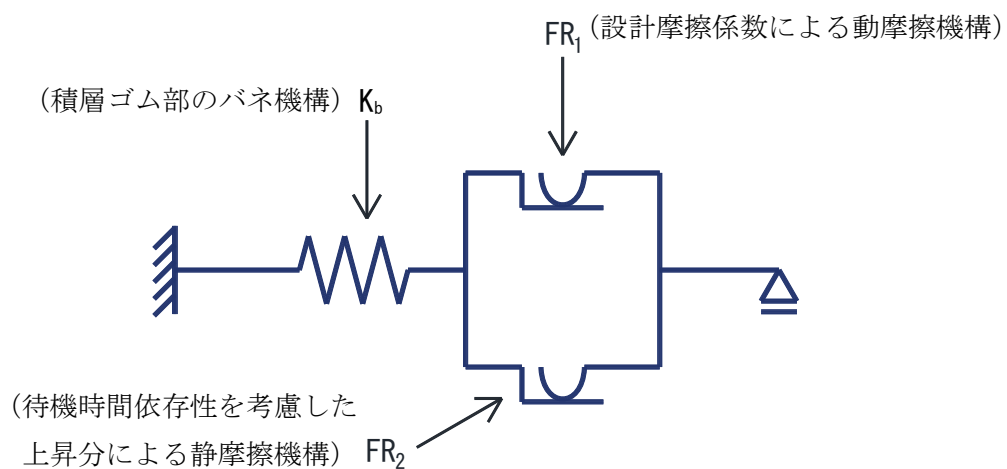 FR1(設計摩擦係数による動摩擦機構)
(積層ゴム部のバネ機構) Kb
(待機時間依存性を考慮した
上昇分による静摩擦機構) FR2